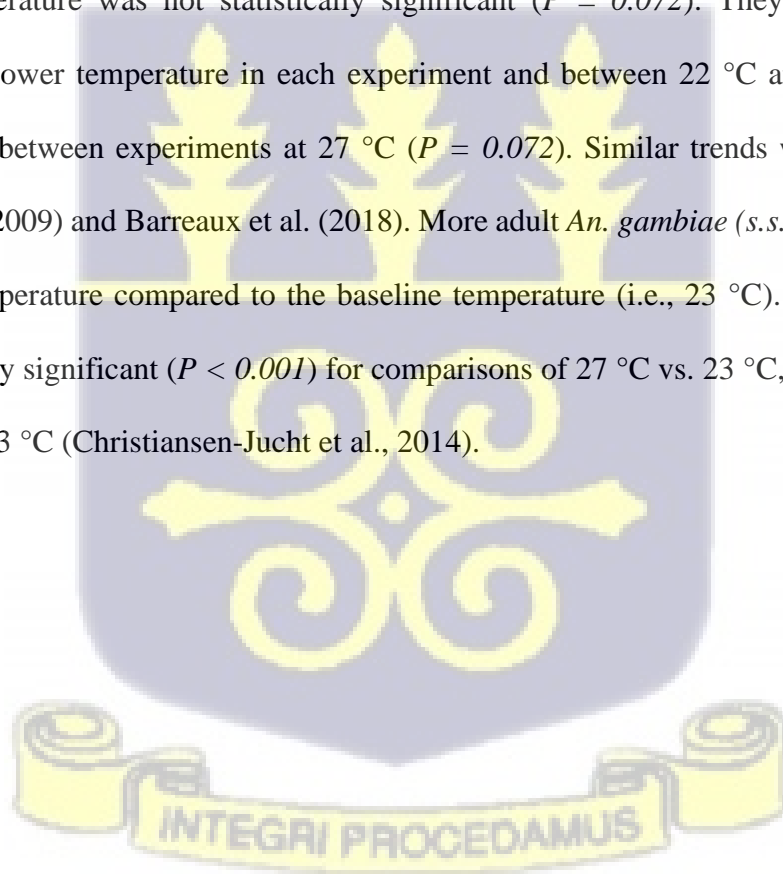 erature was not statistically significant (P = 0.072). They
ower temperature in each experiment and between 22 °C a
between experiments at 27 °C (P = 0.072). Similar trends
2009) and Barreaux et al. (2018). More adult An. gambiae (s.s.
perature compared to the baseline temperature (i.e., 23 °C).
y significant (P < 0.001) for comparisons of 27 °C vs. 23 °C,
3 °C (Christiansen-Jucht et al., 2014).
INTEGRI PROCEDAMUS